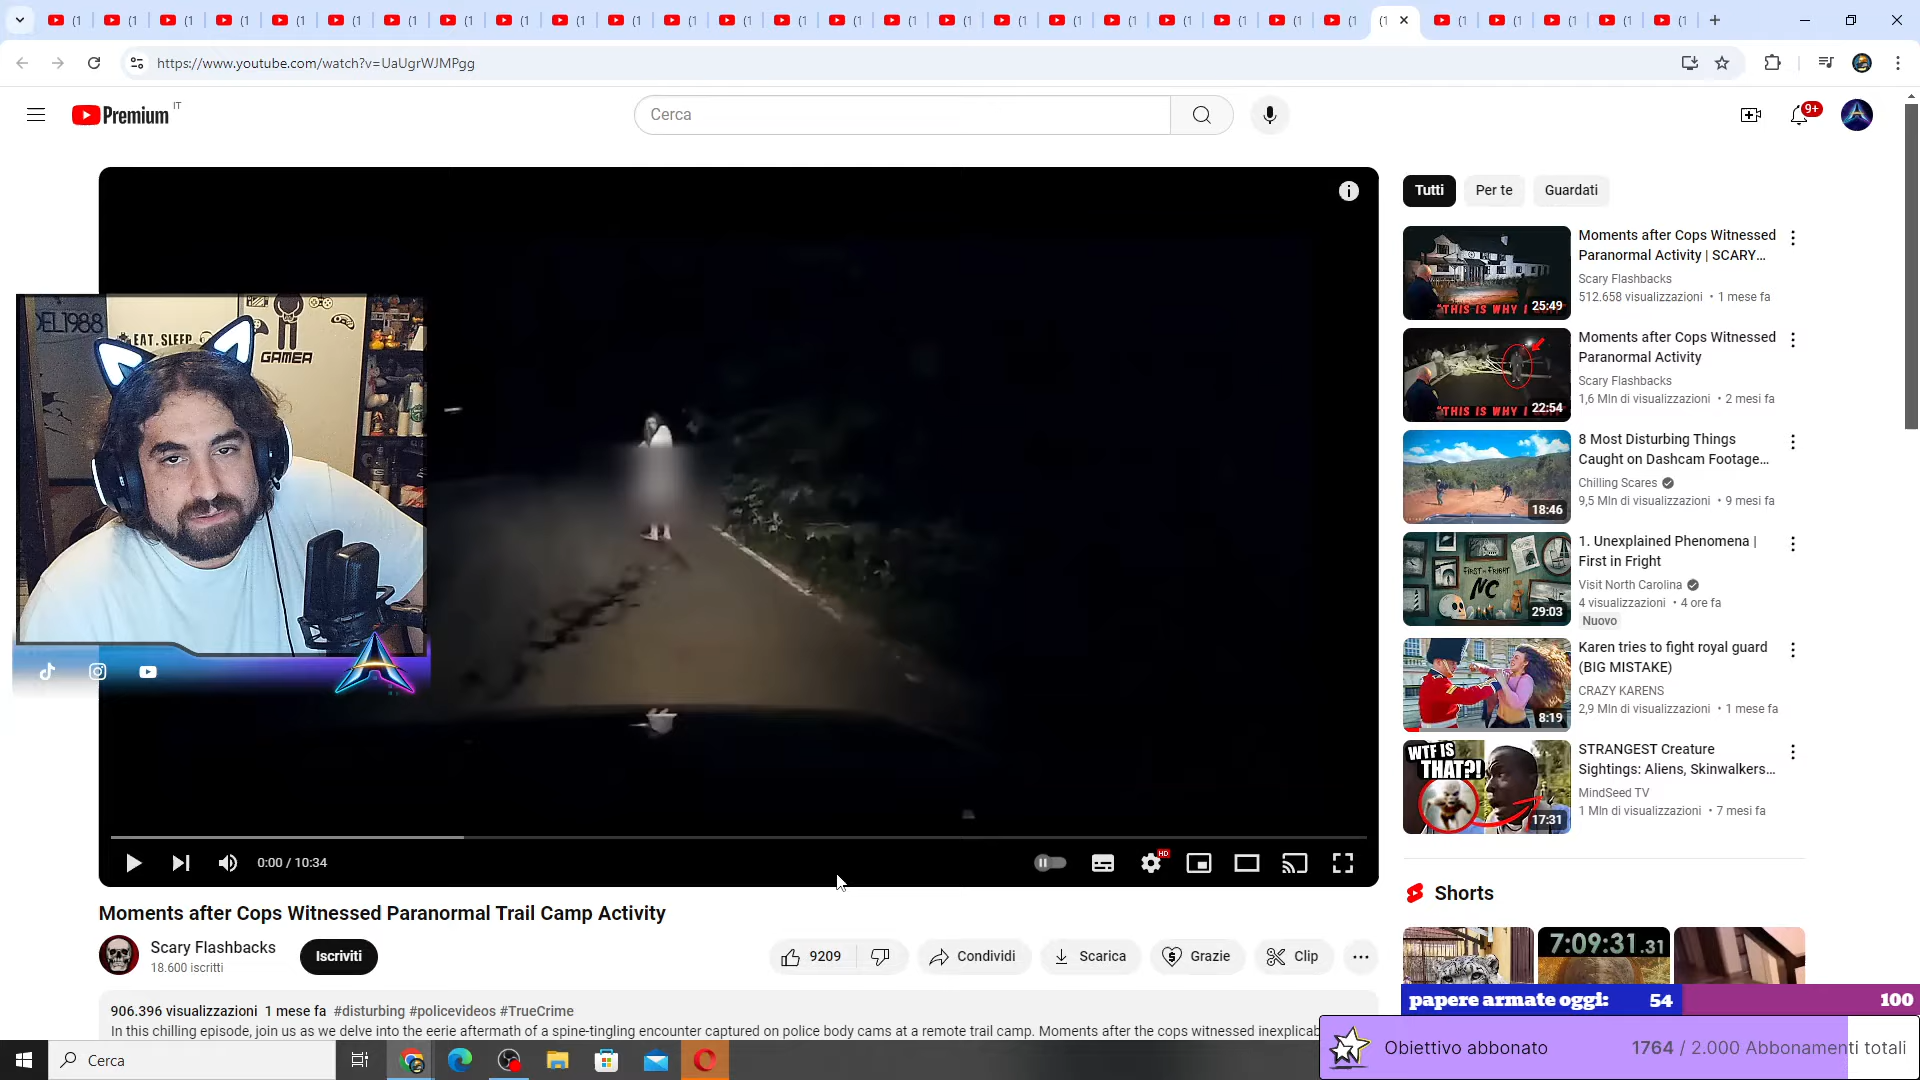 https://www.youtube.com/watch?v=UaUgrWJMPgg
Premium IT
Cerca
9+
Tutti
Per te
Guardati
Moments after Cops Witnessed
Paranormal Activity | SCARY...
Scary Flashbacks
512.658 visualizzazioni • 1 mese fa
25:49
Moments after Cops Witnessed
Paranormal Activity
Scary Flashbacks
1,6 Mln di visualizzazioni • 2 mesi fa
22:54
8 Most Disturbing Things
Caught on Dashcam Footage...
Chilling Scares
9,5 Mln di visualizzazioni • 9 mesi fa
18:46
FIRST IN FRIGHT
NC
1. Unexplained Phenomena |
First in Fright
Visit North Carolina
4 visualizzazioni • 4 ore fa
Nuovo
29:03
Karen tries to fight royal guard
(BIG MISTAKE)
CRAZY KARENS
2,9 Mln di visualizzazioni • 1 mese fa
8:19
WTF IS
THAT?!
STRANGEST Creature
Sightings: Aliens, Skinwalkers...
MindSeed TV
1 Mln di visualizzazioni • 7 mesi fa
17:31
Shorts
7:09:31.31
EL1988
EAT.SLEEP
GAMER
0:00 / 10:34
HD
Moments after Cops Witnessed Paranormal Trail Camp Activity
Scary Flashbacks
18.600 iscritti
Iscriviti
9209
Condividi
Scarica
Grazie
Clip
906.396 visualizzazioni 1 mese fa #disturbing #policevideos #TrueCrime
In this chilling episode, join us as we delve into the eerie aftermath of a spine-tingling encounter captured on police body cams at a remote trail camp. Moments after the cops witnessed inexplicab
papere armate oggi: 54 100
Obiettivo abbonato 1764 / 2.000 Abbonamenti totali
Cerca